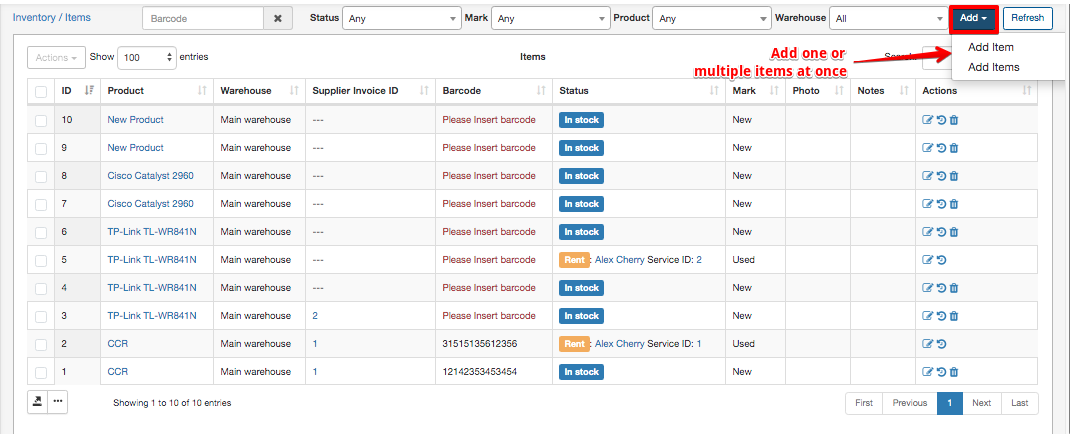 Inventory / Items Barcode Status Any Mark Any Product Any Warehouse All Add Refresh
Add Item
Add Items
Add one or
multiple items at once
Actions Show 100 entries Items Search:
ID Product Warehouse Supplier Invoice ID Barcode Status Mark Photo Notes Actions
10 New Product Main warehouse --- Please Insert barcode In stock New
9 New Product Main warehouse --- Please Insert barcode In stock New
8 Cisco Catalyst 2960 Main warehouse --- Please Insert barcode In stock New
7 Cisco Catalyst 2960 Main warehouse --- Please Insert barcode In stock New
6 TP-Link TL-WR841N Main warehouse --- Please Insert barcode In stock New
5 TP-Link TL-WR841N Main warehouse --- Please Insert barcode Rent : Alex Cherry Service ID: 2 Used
4 TP-Link TL-WR841N Main warehouse --- Please Insert barcode In stock New
3 TP-Link TL-WR841N Main warehouse 2 Please Insert barcode In stock New
2 CCR Main warehouse 1 31515135612356 Rent : Alex Cherry Service ID: 1 Used
1 CCR Main warehouse 1 12142353453454 In stock New
Showing 1 to 10 of 10 entries First Previous 1 Next Last